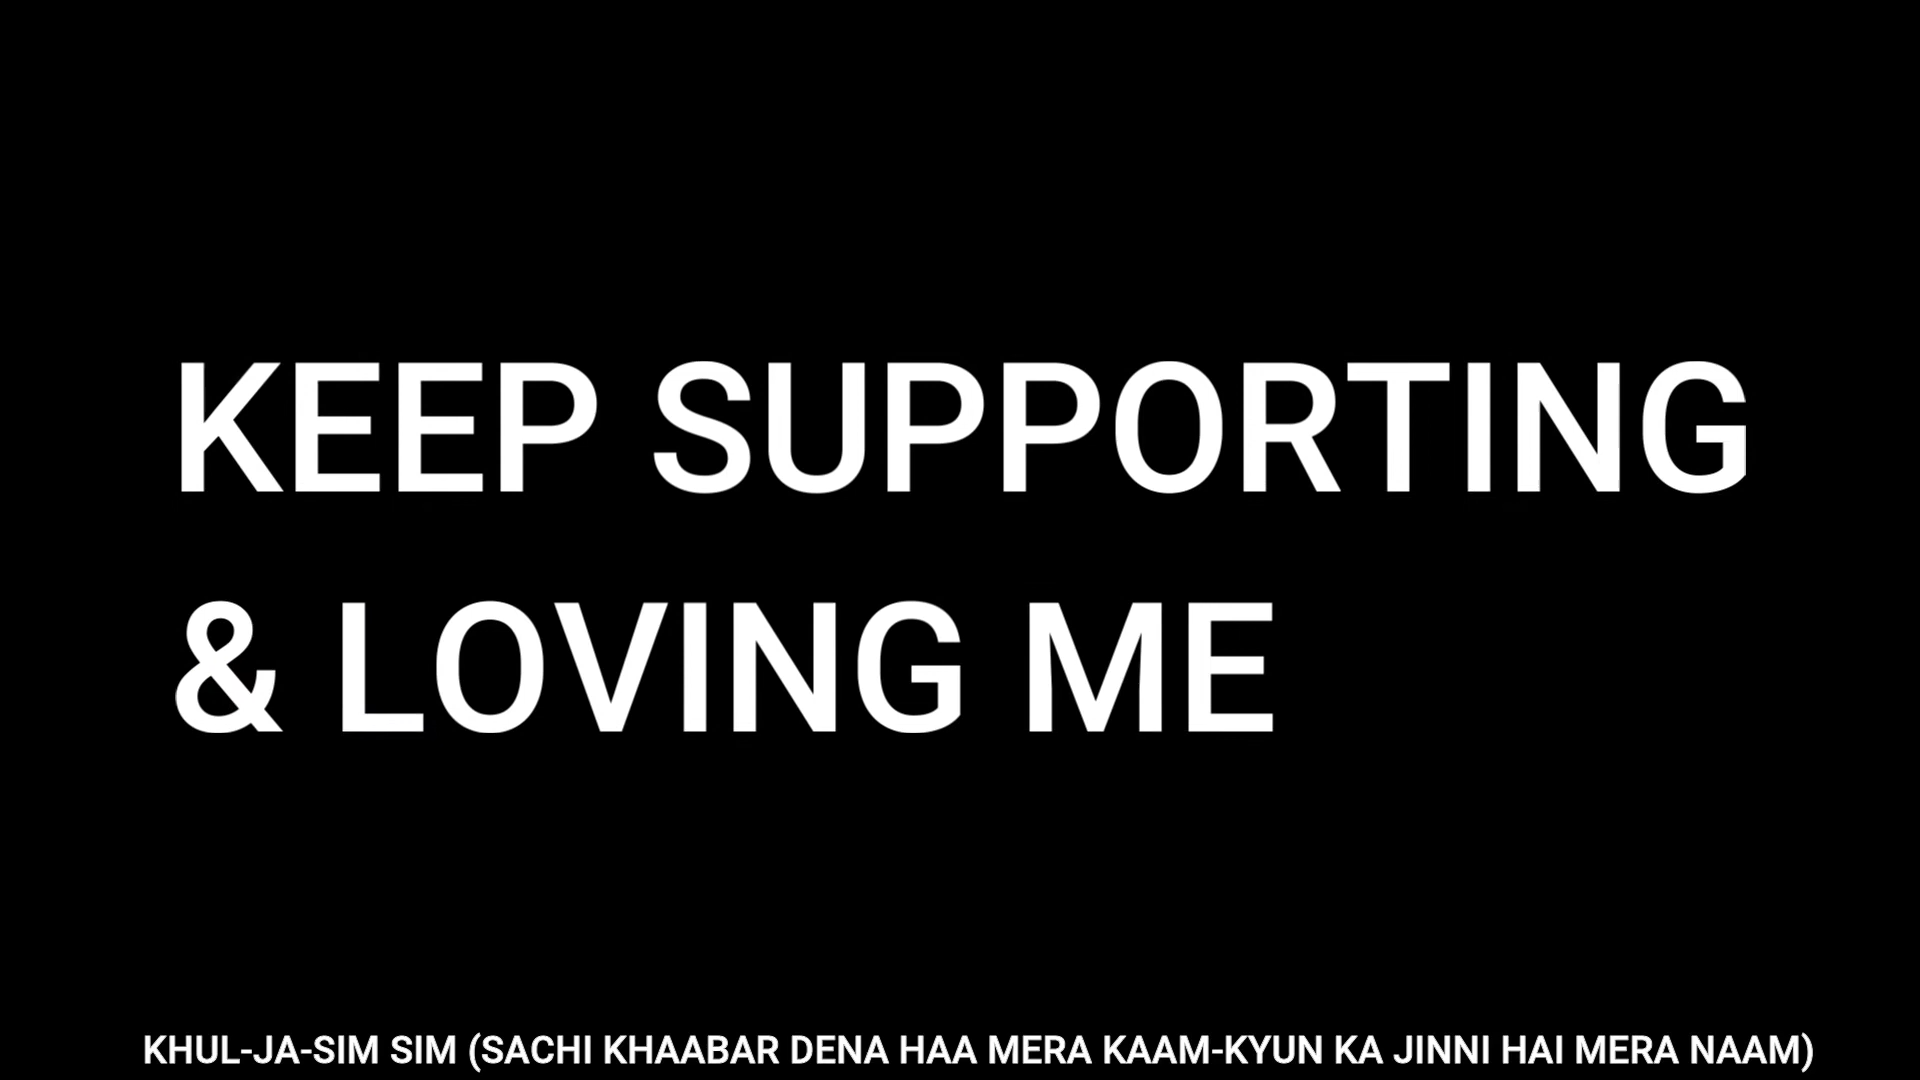 KEEP SUPPORTING
& LOVING ME
KHUL-JA-SIM SIM (SACHI KHAABAR DENA HAA MERA KAAM-KYUN KA JINNI HAI MERA NAAM)